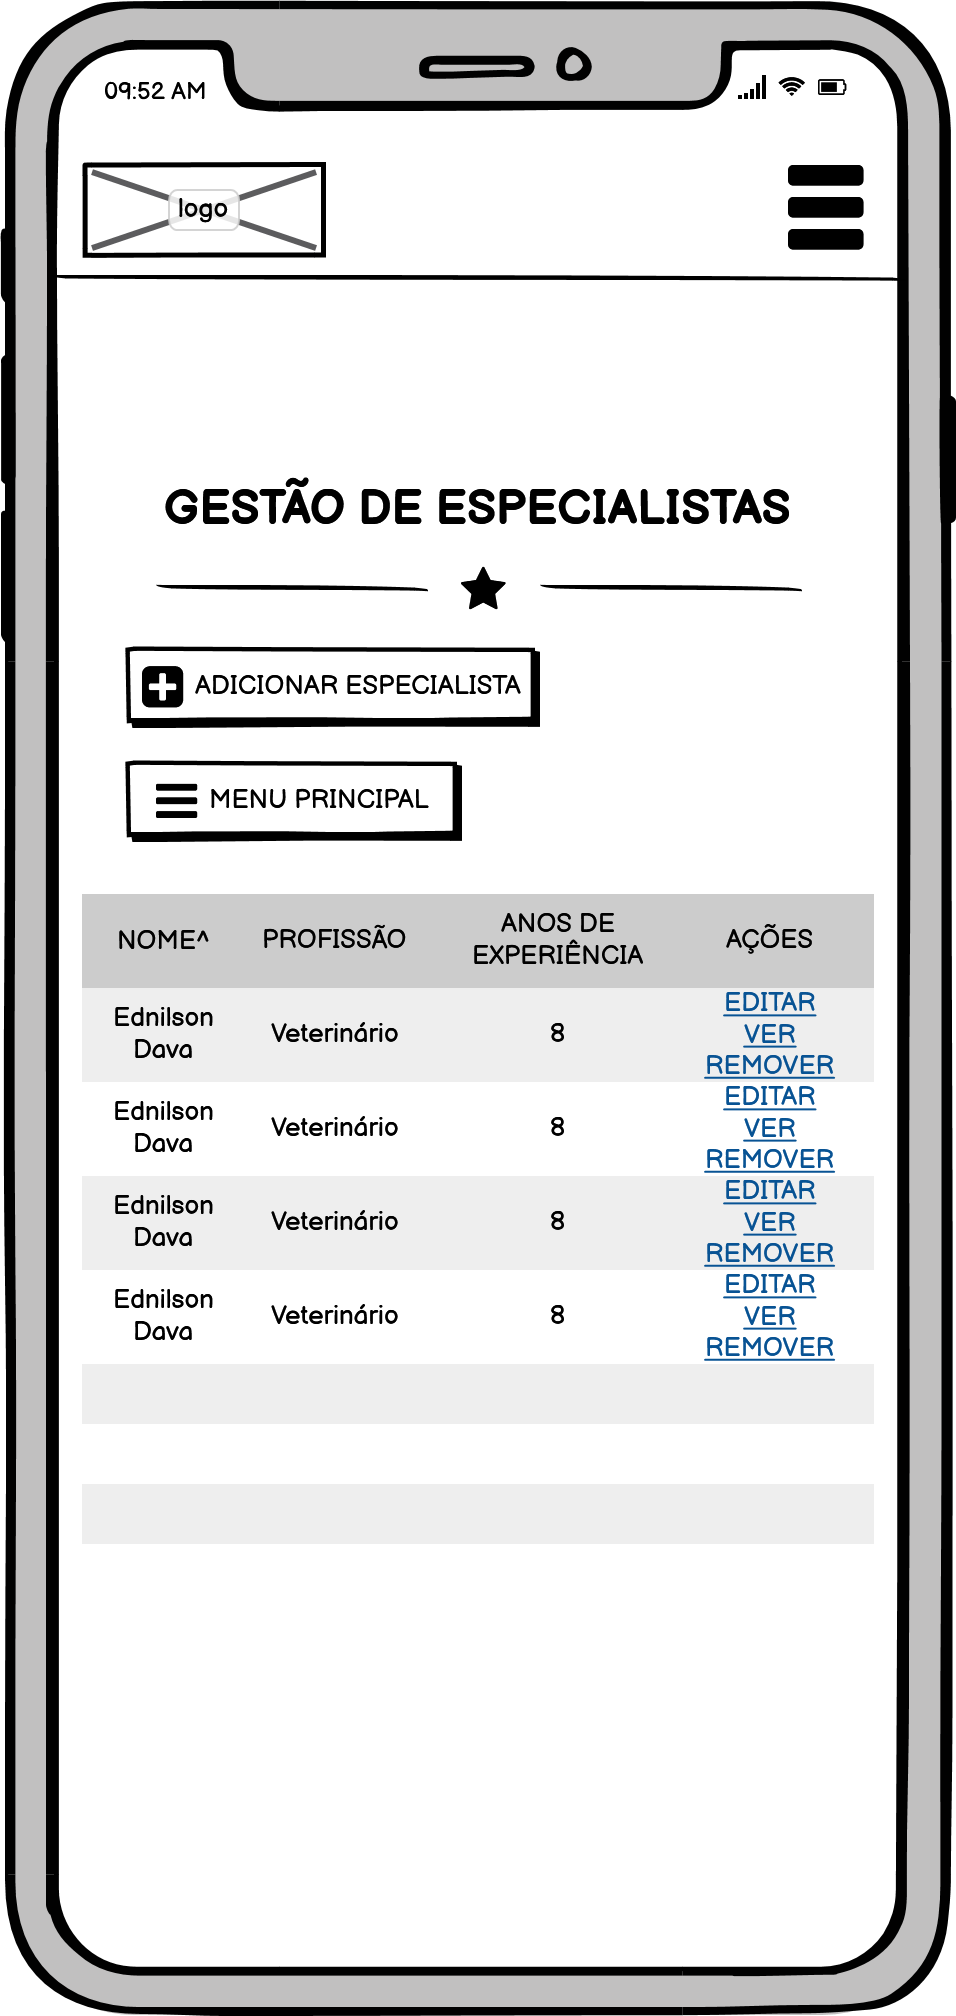 09:52 AM
logo
GESTÃO DE ESPECIALISTAS
ADICIONAR ESPECIALISTA
MENU PRINCIPAL
NOME^ PROFISSÃO ANOS DE EXPERIÊNCIA AÇÕES
Ednilson Dava Veterinário 8 EDITAR VER REMOVER
Ednilson Dava Veterinário 8 EDITAR VER REMOVER
Ednilson Dava Veterinário 8 EDITAR VER REMOVER
Ednilson Dava Veterinário 8 EDITAR VER REMOVER